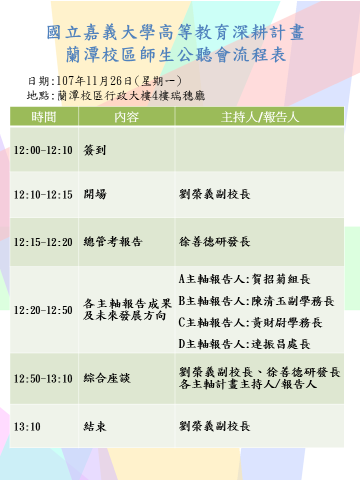 國立嘉義大學高等教育深耕計畫
蘭潭校區師生公聽會流程表
日期:107年11月26日(星期一)
地點:蘭潭校區行政大樓4樓瑞穗廳
時間 內容 主持人/報告人
12:00-12:10 簽到
12:10-12:15 開場 劉榮義副校長
12:15-12:20 總管考報告 徐善德研發長
12:20-12:50 各主軸報告成果及未來發展方向
A主軸報告人:賀招菊組長
B主軸報告人:陳清玉副學務長
C主軸報告人:黃財尉學務長
D主軸報告人:連振昌處長
12:50-13:10 綜合座談 劉榮義副校長、徐善德研發長
各主軸計畫主持人/報告人
13:10 結束 劉榮義副校長